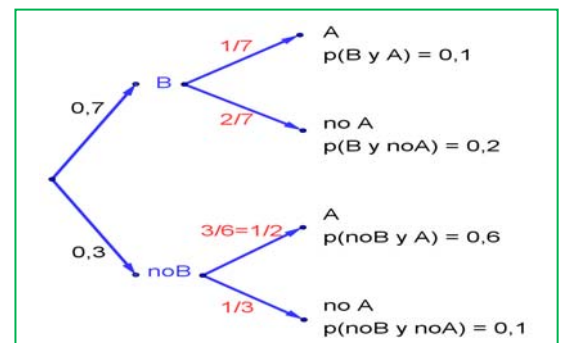 1/7
A
p(B y A) = 0,1
B
0,7
2/7
no A
p(B y noA) = 0,2
A
3/6=1/2
p(noB y A) = 0,6
0,3
noB
1/3
no A
p(noB y noA) = 0,1